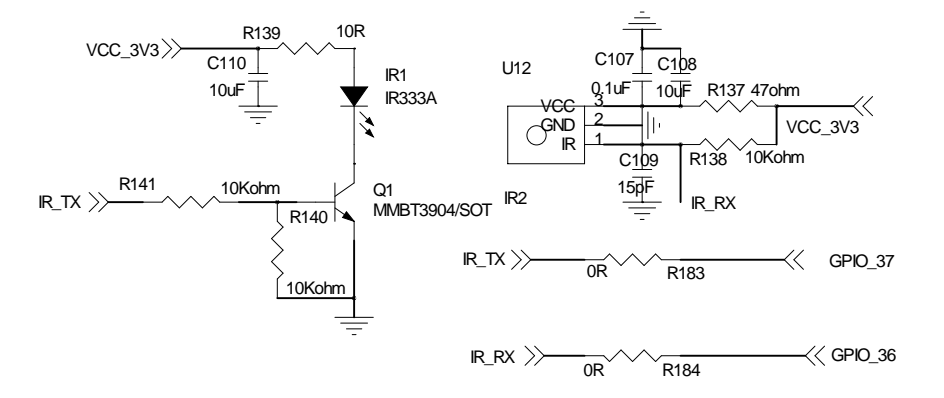 R139 10R
VCC_3V3
C110
10uF
IR1
IR333A
R141
10Kohm
IR_TX
R140
Q1
MMBT3904/SOT
10Kohm
U12
C107
C108
0.1uF
10uF
R137 47ohm
VCC 3
GND 2
IR 1
VCC_3V3
R138
10Kohm
C109
15pF
IR2
IR_RX
IR_TX
0R
R183
GPIO_37
IR_RX
0R
R184
GPIO_36